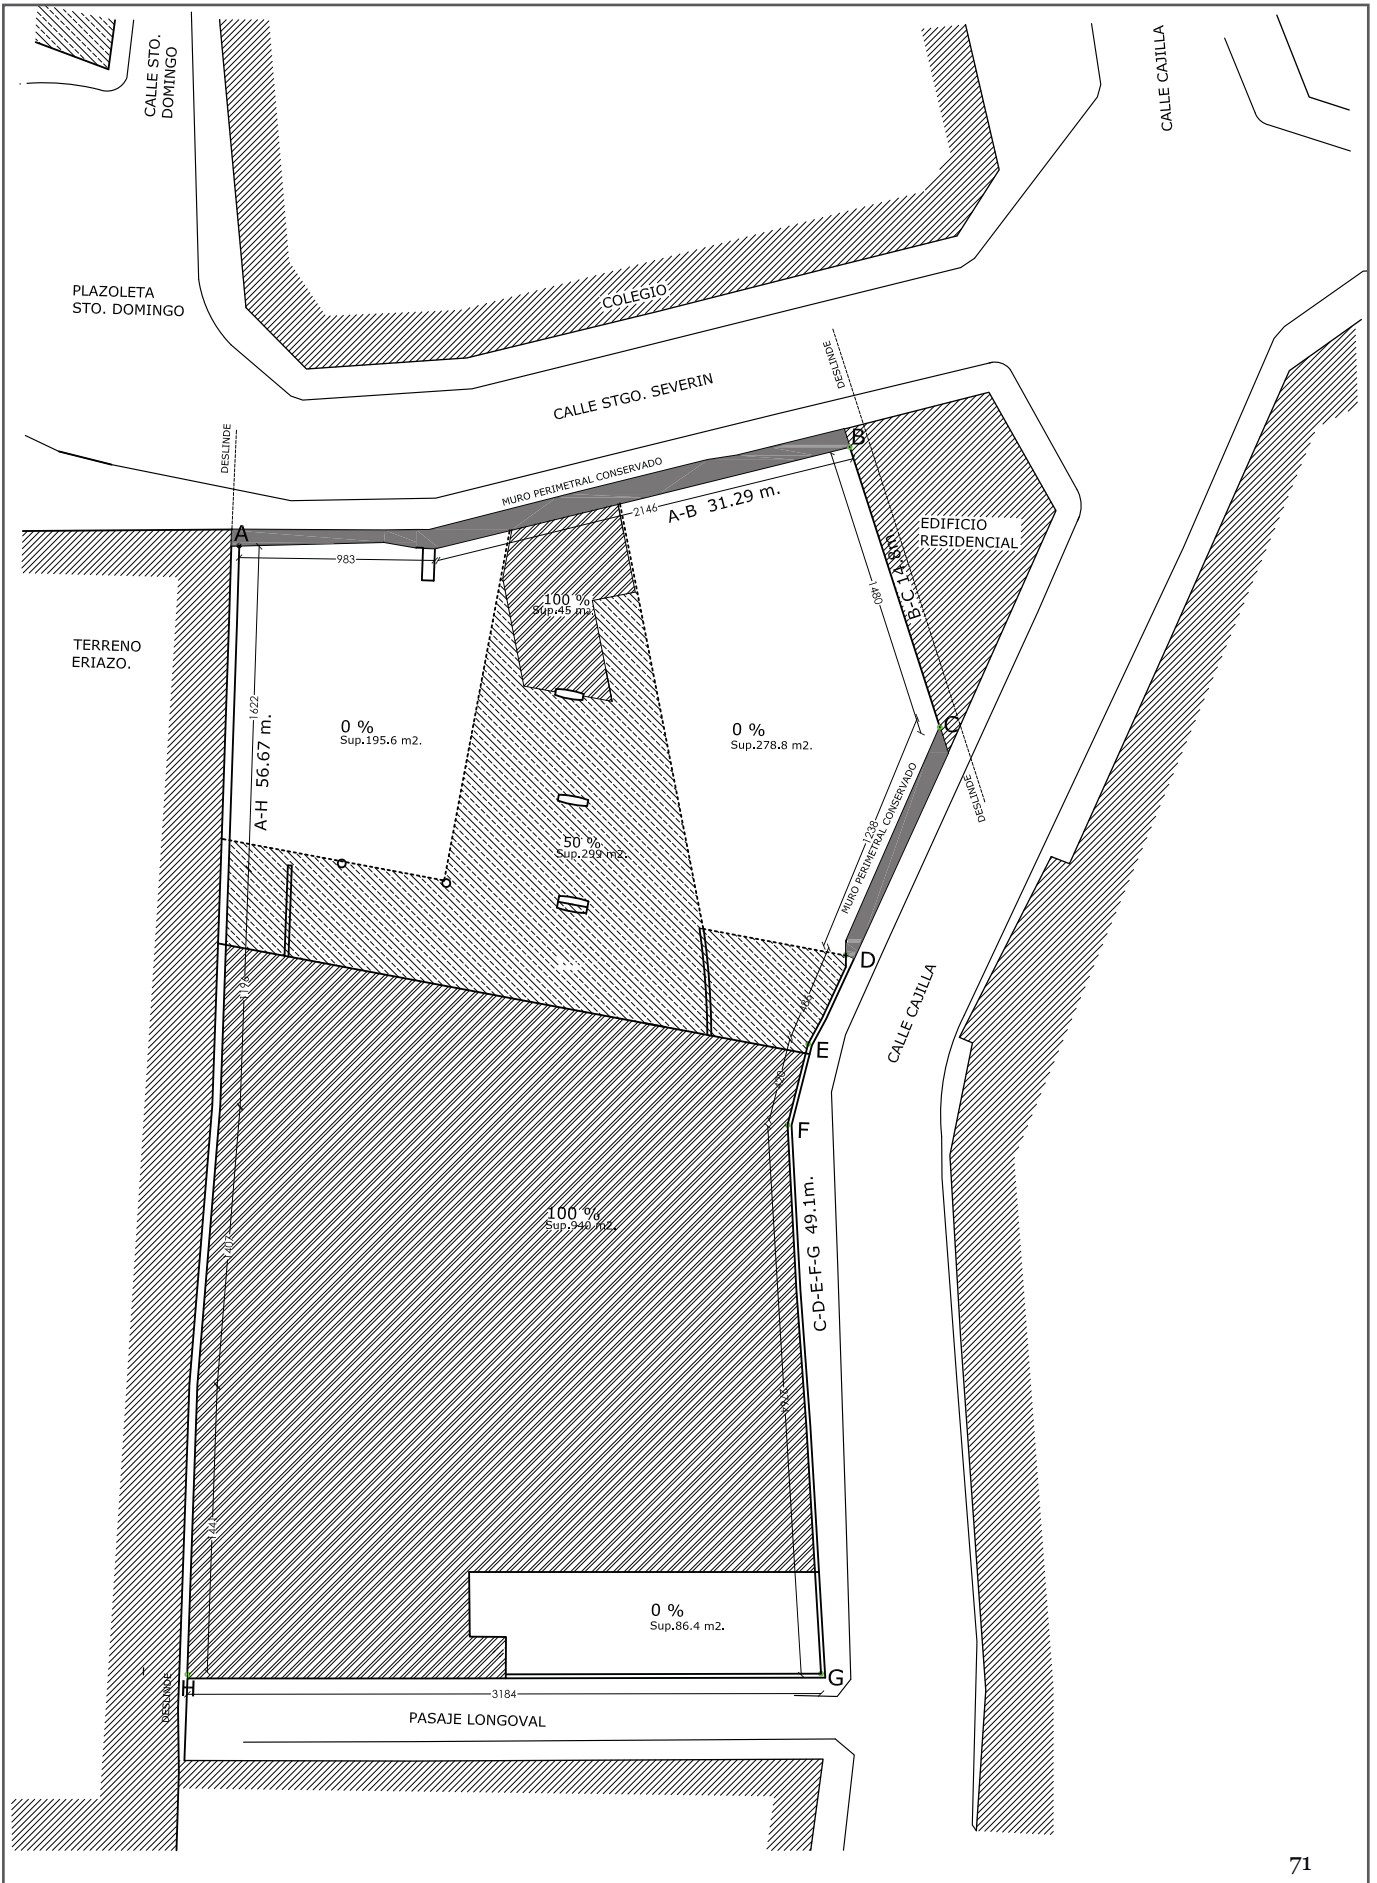 CALLE STO.
DOMINGO
CALLE CAJILLA
PLAZOLETA
STO. DOMINGO
COLEGIO
DESLINDE
CALLE STGO. SEVERIN
DESLINDE
MURO PERIMETRAL CONSERVADO
B
A
2146
A-B 31.29 m.
983
EDIFICIO
RESIDENCIAL
B-C 14.8m
1480
100 %
Sup.45 m2.
TERRENO
ERIAZO.
1622
A-H 56.67 m.
0 %
Sup.195.6 m2.
0 %
Sup.278.8 m2.
C
DESLINDE
MURO PERIMETRAL CONSERVADO
1238
50 %
Sup.299 m2.
D
486
CALLE CAJILLA
E
420
F
C-D-E-F-G 49.1m.
100 %
Sup.940 m2.
0 %
Sup.86.4 m2.
G
H
DESLINDE
3184
PASAJE LONGOVAL
71